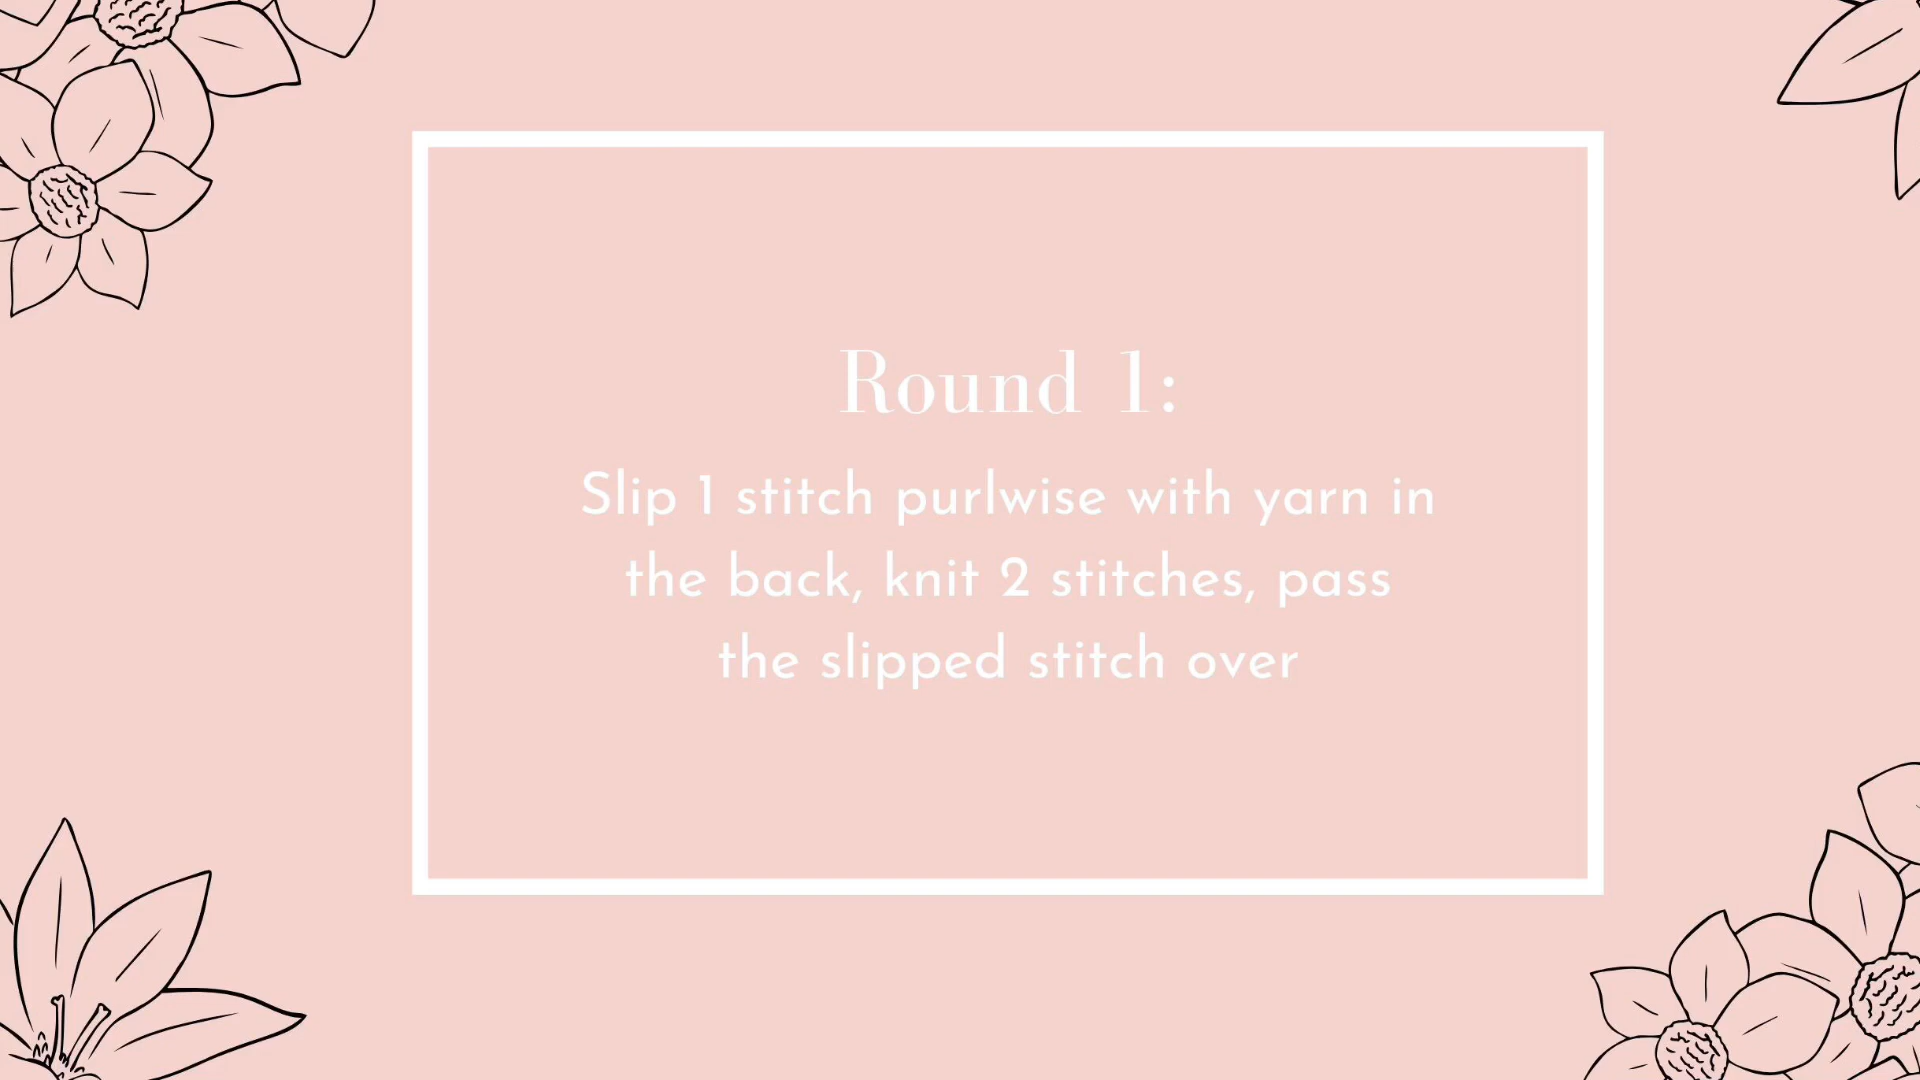 Round 1:
Slip 1 stitch purlwise with yarn in
the back, knit 2 stitches, pass
the slipped stitch over